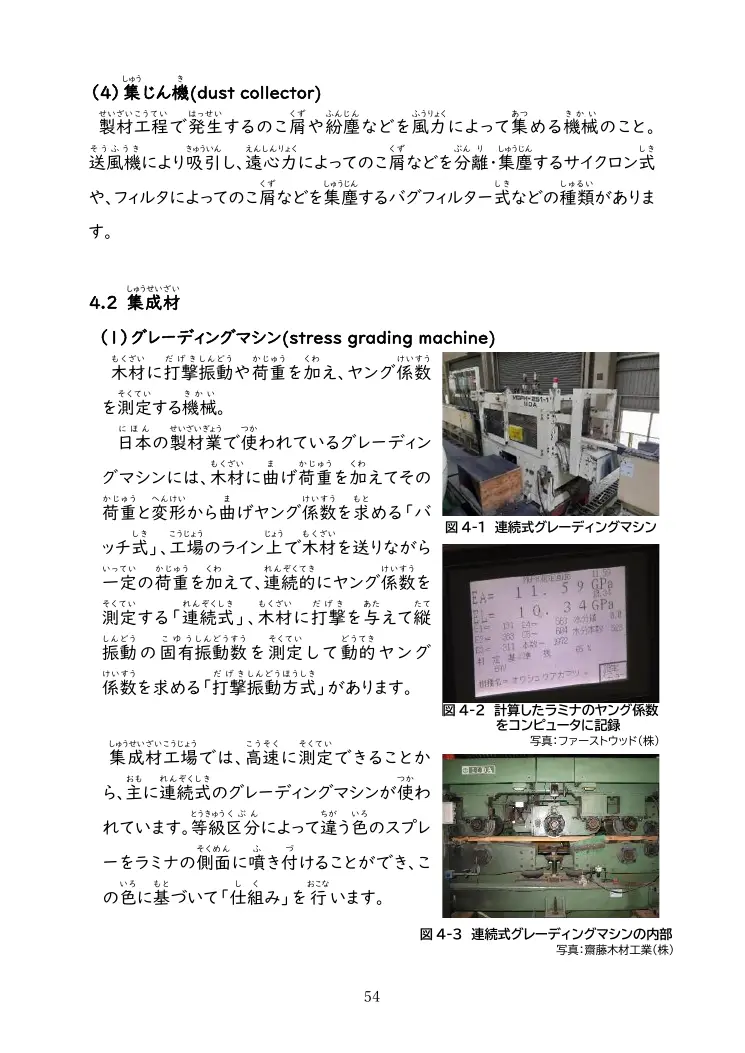 (4) 集じん機(dust collector)
製材工程で発生するのこ屑や紛塵などを風力によって集める機械のこと。
送風機により吸引し、遠心力によってのこ屑などを分離・集塵するサイクロン式
や、フィルタによってのこ屑などを集塵するバグフィルター式などの種類がありま
す。
4.2 集成材
(1)グレーディングマシン(stress grading machine)
木材に打撃振動や荷重を加え、ヤング係数
を測定する機械。
日本の製材業で使われているグレーディン
グマシンには、木材に曲げ荷重を加えてその
荷重と変形から曲げヤング係数を求める「バ
ッチ式」、工場のライン上で木材を送りながら
一定の荷重を加えて、連続的にヤング係数を
測定する「連続式」、木材に打撃を与えて縦
振動の固有振動数を測定して動的ヤング
係数を求める「打撃振動方式」があります。
集成材工場では、高速に測定できることか
ら、主に連続式のグレーディングマシンが使わ
れています。等級区分によって違う色のスプレ
ーをラミナの側面に噴き付けることができ、こ
の色に基づいて「仕組み」を行います。
図4-1 連続式グレーディングマシン
EA= 11.59GPa
EL= 10.34GPa
図4-2 計算したラミナのヤング係数
をコンピュータに記録
写真:ファーストウッド(株)
図4-3 連続式グレーディングマシンの内部
写真:齋藤木材工業(株)
54